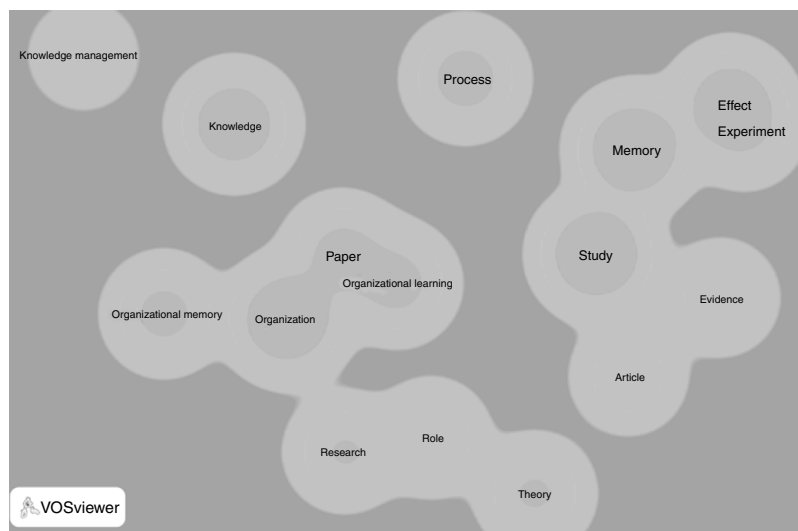 Knowledge management
Process
Knowledge
Effect
Experiment
Memory
Paper
Study
Organizational learning
Evidence
Organizational memory
Organization
Article
Research
Role
Theory
VOSviewer